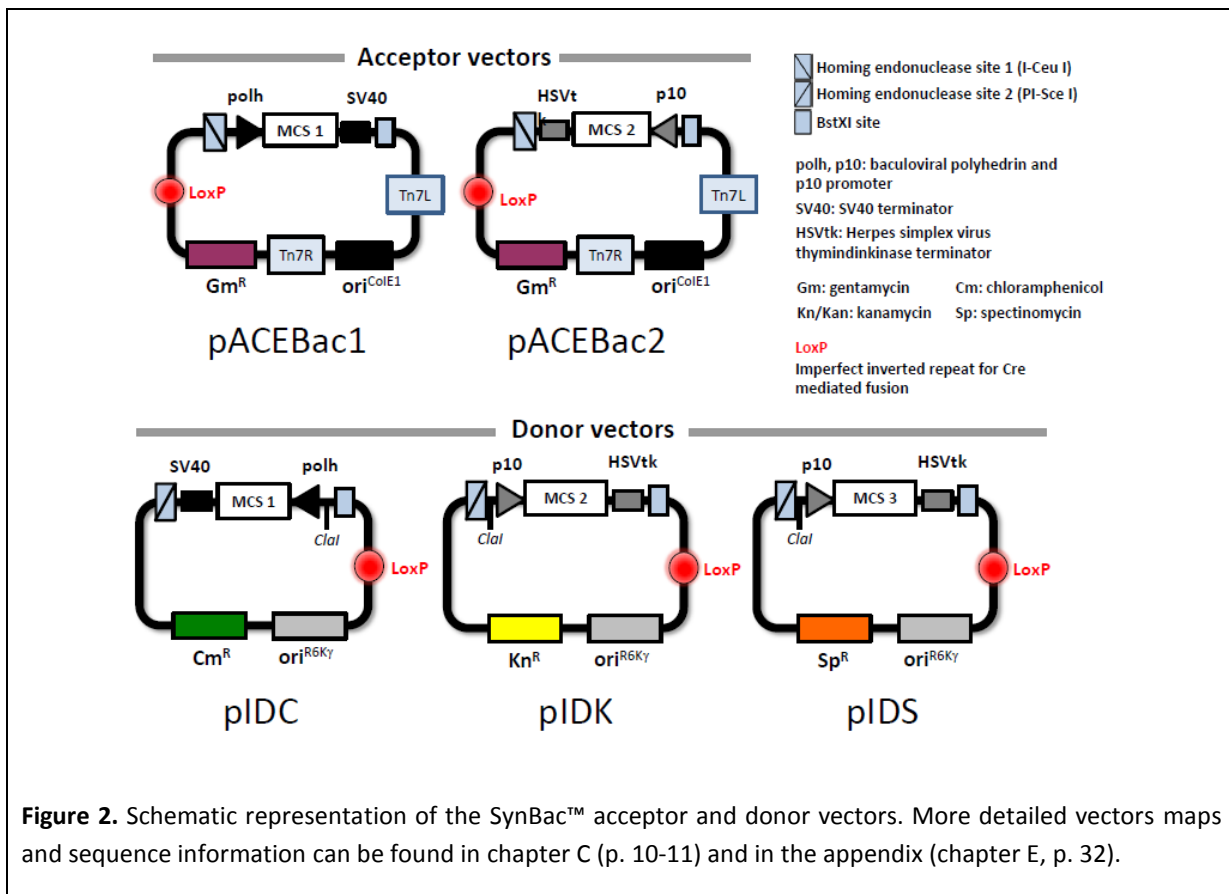 Acceptor vectors
polh
SV40
MCS 1
LoxP
Tn7L
Tn7R
Gm^R
ori^ColE1
pACEBac1
HSVt
k
p10
MCS 2
LoxP
Tn7L
Tn7R
Gm^R
ori^ColE1
pACEBac2
Homing endonuclease site 1 (I-Ceu I)
Homing endonuclease site 2 (PI-Sce I)
BstXI site
polh, p10: baculoviral polyhedrin and
p10 promoter
SV40: SV40 terminator
HSVtk: Herpes simplex virus
thymindinkinase terminator
Gm: gentamycin Cm: chloramphenicol
Kn/Kan: kanamycin Sp: spectinomycin
LoxP
Imperfect inverted repeat for Cre
mediated fusion
Donor vectors
SV40
polh
MCS 1
ClaI
LoxP
Cm^R
ori^R6Kγ
pIDC
p10
HSVtk
MCS 2
ClaI
LoxP
Kn^R
ori^R6Kγ
pIDK
p10
HSVtk
MCS 3
ClaI
LoxP
Sp^R
ori^R6Kγ
pIDS
Figure 2. Schematic representation of the SynBac™ acceptor and donor vectors. More detailed vectors maps
and sequence information can be found in chapter C (p. 10-11) and in the appendix (chapter E, p. 32).